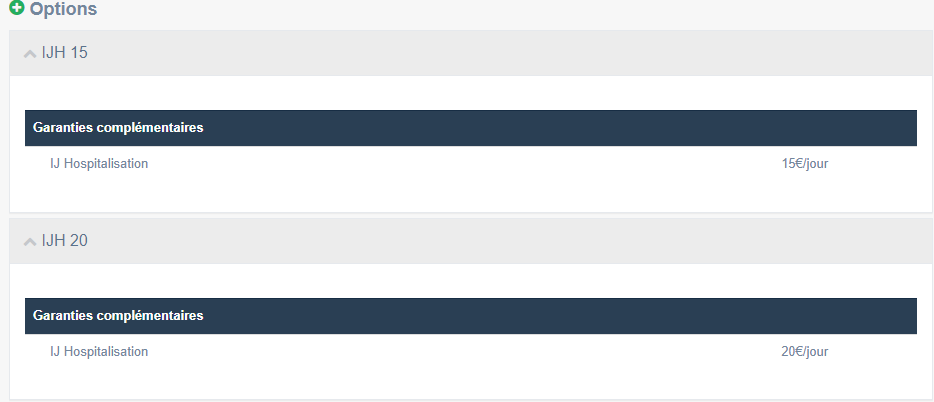 Options
IJH 15
Garanties complémentaires
IJ Hospitalisation 15€/jour
IJH 20
Garanties complémentaires
IJ Hospitalisation 20€/jour